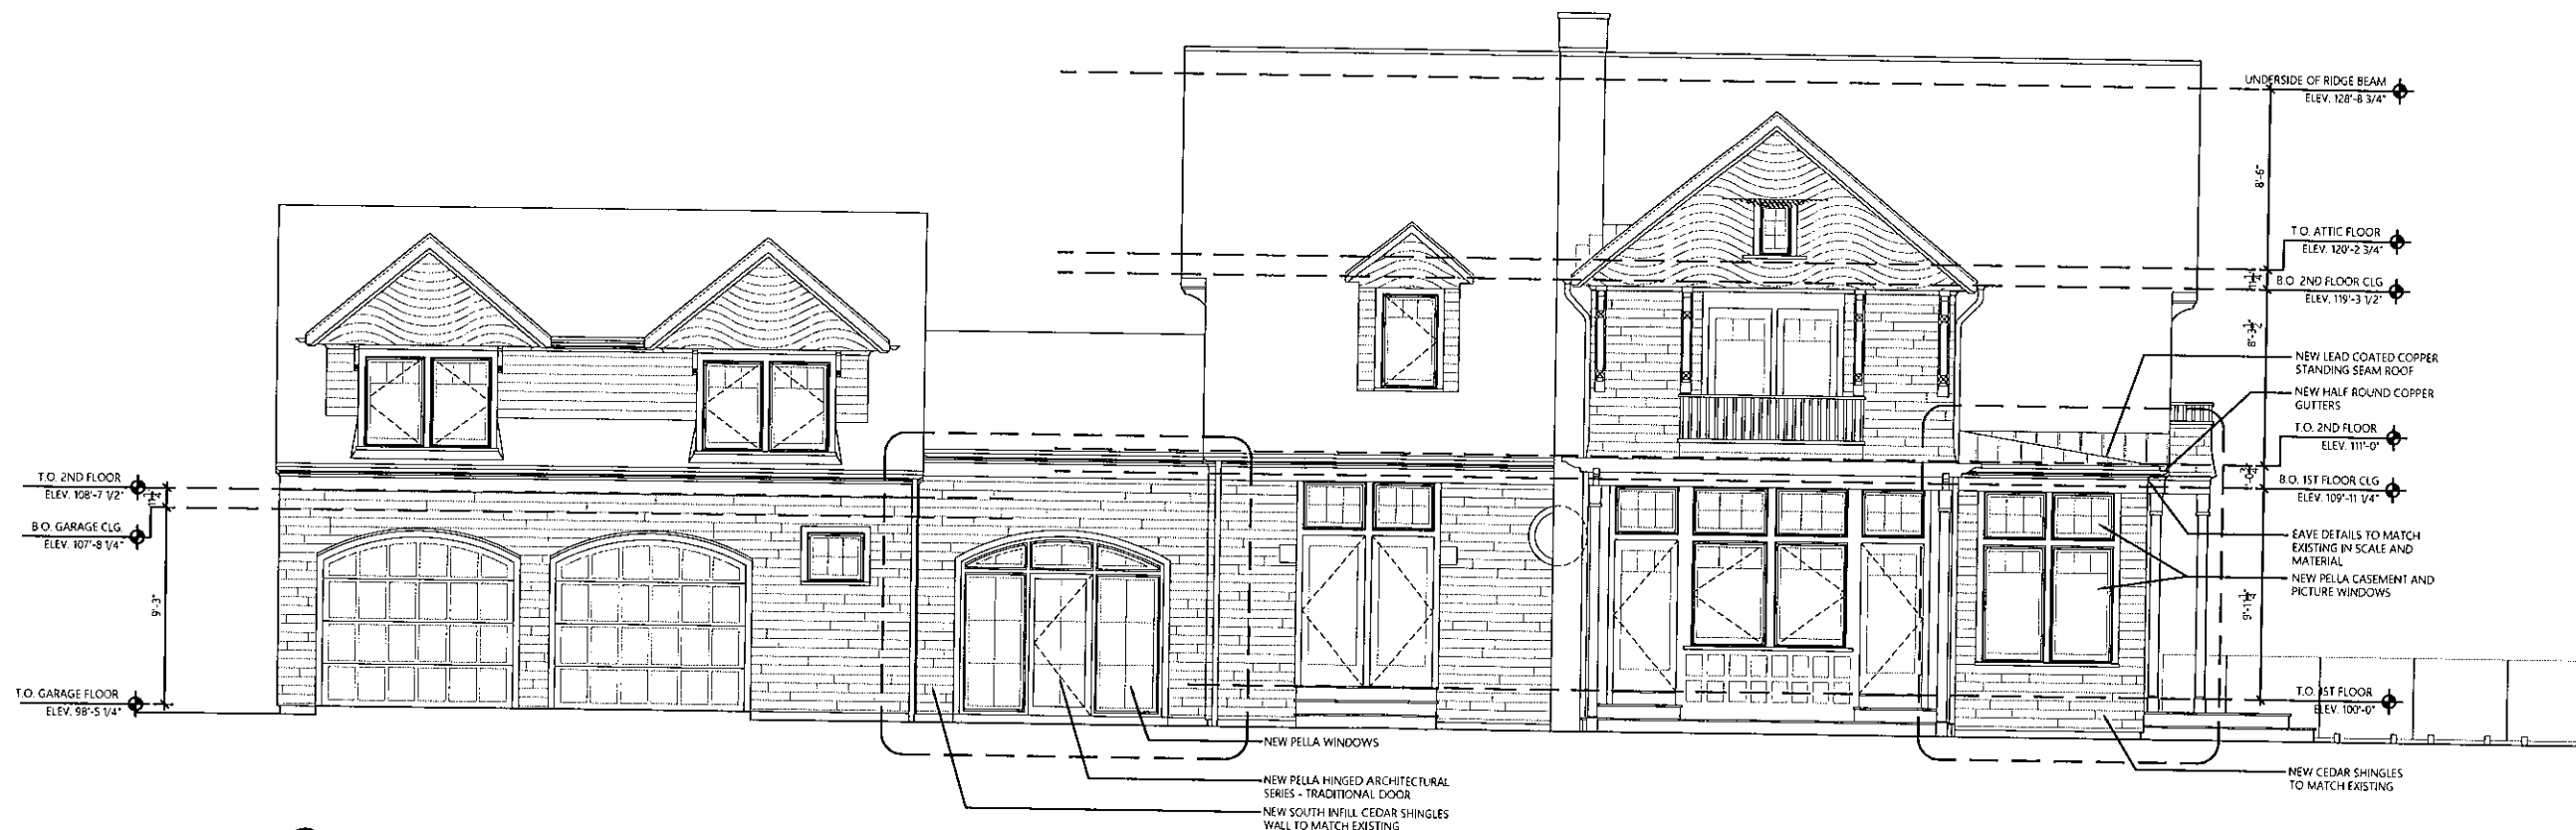 UNDERSIDE OF RIDGE BEAM
ELEV. 128'-8 3/4"
8'-6"
T.O. ATTIC FLOOR
ELEV. 120'-2 3/4"
B.O. 2ND FLOOR CLG
ELEV. 119'-3 1/2"
8'-3 1/2"
NEW LEAD COATED COPPER
STANDING SEAM ROOF
NEW HALF ROUND COPPER
GUTTERS
T.O. 2ND FLOOR
ELEV. 111'-0"
B.O. 1ST FLOOR CLG
ELEV. 109'-11 1/4"
EAVE DETAILS TO MATCH
EXISTING IN SCALE AND
MATERIAL
NEW PELLA CASEMENT AND
PICTURE WINDOWS
T.O. 1ST FLOOR
ELEV. 100'-0"
NEW CEDAR SHINGLES
TO MATCH EXISTING
T.O. 2ND FLOOR
ELEV. 108'-7 1/2"
B.O. GARAGE CLG.
ELEV. 107'-8 1/4"
9'-3"
T.O. GARAGE FLOOR
ELEV. 98'-5 1/4"
NEW PELLA WINDOWS
NEW PELLA HINGED ARCHITECTURAL
SERIES - TRADITIONAL DOOR
NEW SOUTH INFILL CEDAR SHINGLES
WALL TO MATCH EXISTING